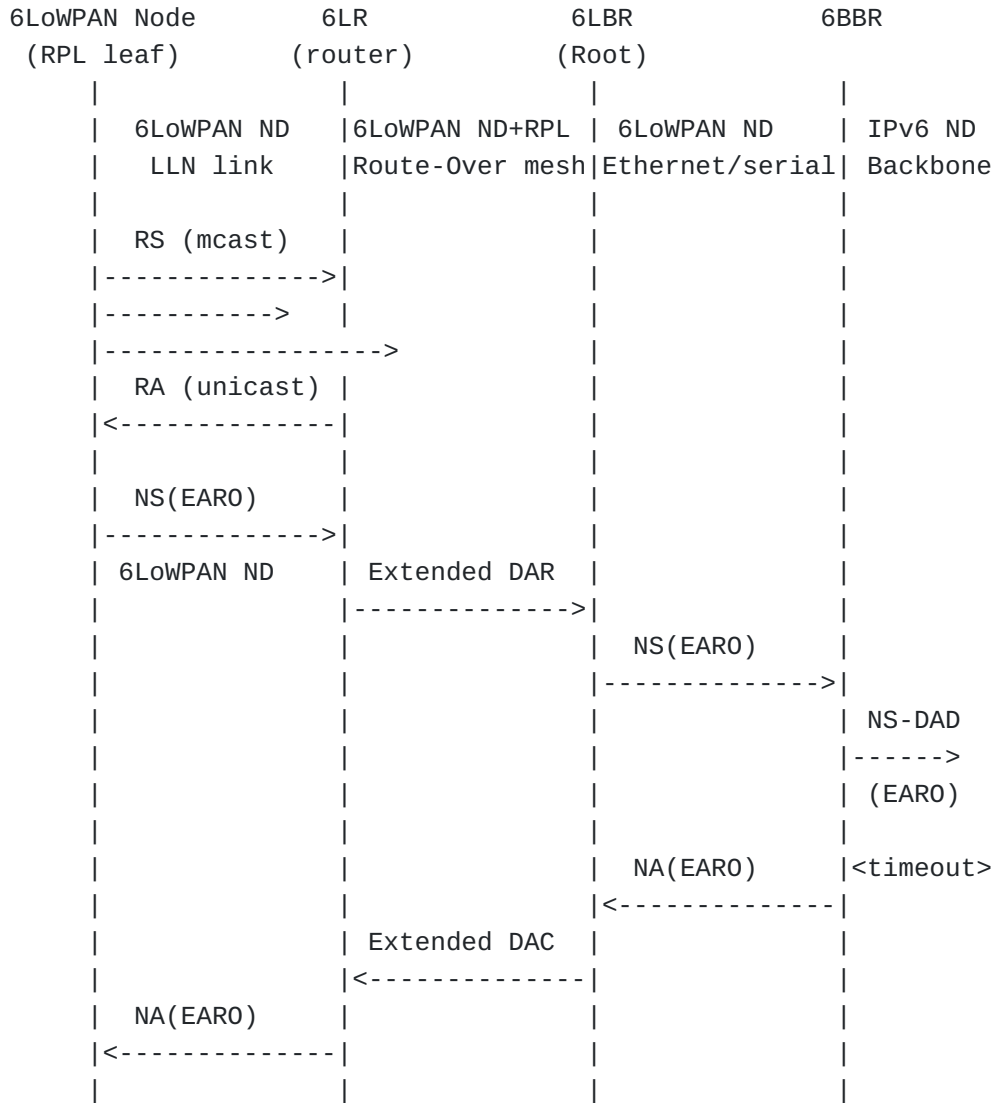 6LoWPAN Node        6LR             6LBR            6BBR
 (RPL leaf)       (router)         (Root)
      |               |               |               |
      |  6LoWPAN ND   |6LoWPAN ND+RPL | 6LoWPAN ND    | IPv6 ND
      |   LLN link    |Route-Over mesh|Ethernet/serial| Backbone
      |               |               |               |
      |  RS (mcast)   |               |               |
      |-------------->|               |               |
      |----------->   |               |               |
      |------------------>            |               |
      |  RA (unicast) |               |               |
      |<--------------|               |               |
      |               |               |               |
      |  NS(EARO)     |               |               |
      |-------------->|               |               |
      | 6LoWPAN ND    | Extended DAR  |               |
      |               |-------------->|               |
      |               |               |  NS(EARO)     |
      |               |               |-------------->|
      |               |               |               | NS-DAD
      |               |               |               |------>
      |               |               |               | (EARO)
      |               |               |               |
      |               |               |  NA(EARO)     |<timeout>
      |               |               |<--------------|
      |               | Extended DAC  |               |
      |               |<--------------|               |
      |  NA(EARO)     |               |               |
      |<--------------|               |               |
      |               |               |               |